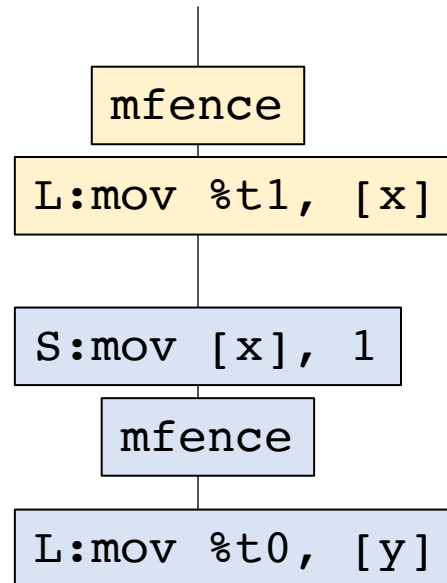 mfence
L:mov %t1, [x]
S:mov [x], 1
mfence
L:mov %t0, [y]